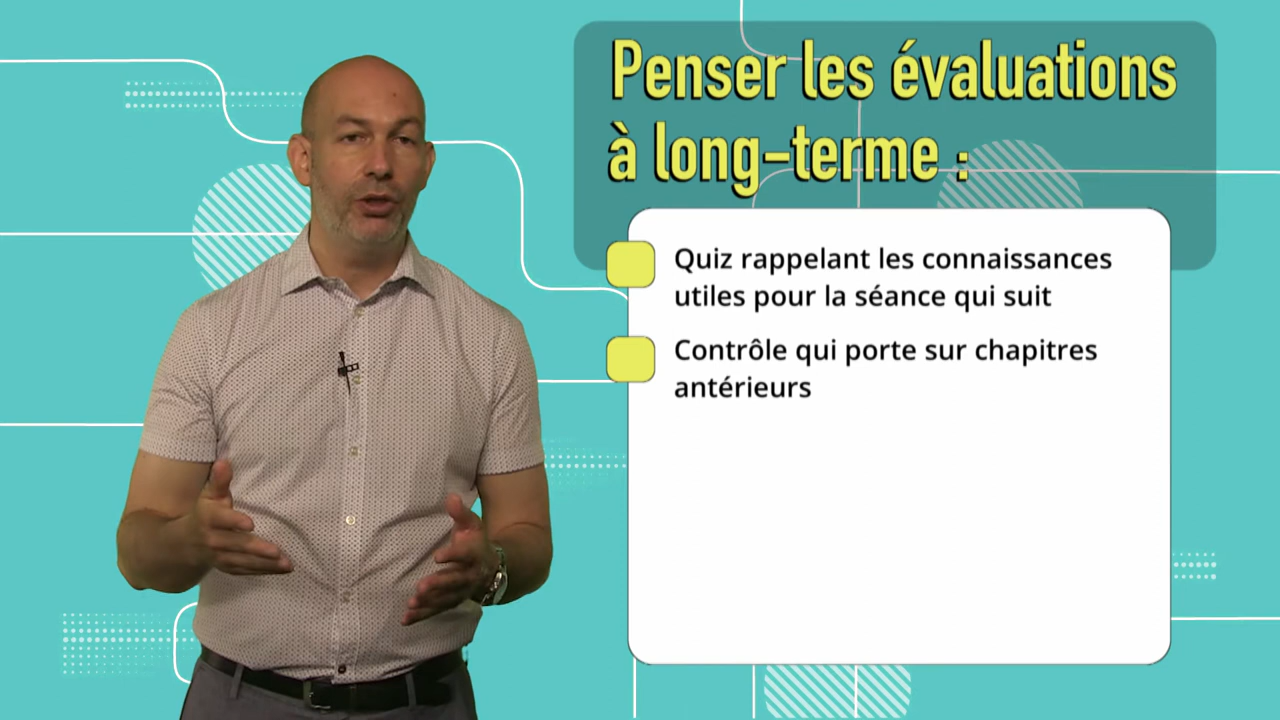 Penser les évaluations
à long-terme :
Quiz rappelant les connaissances
utiles pour la séance qui suit
Contrôle qui porte sur chapitres
antérieurs